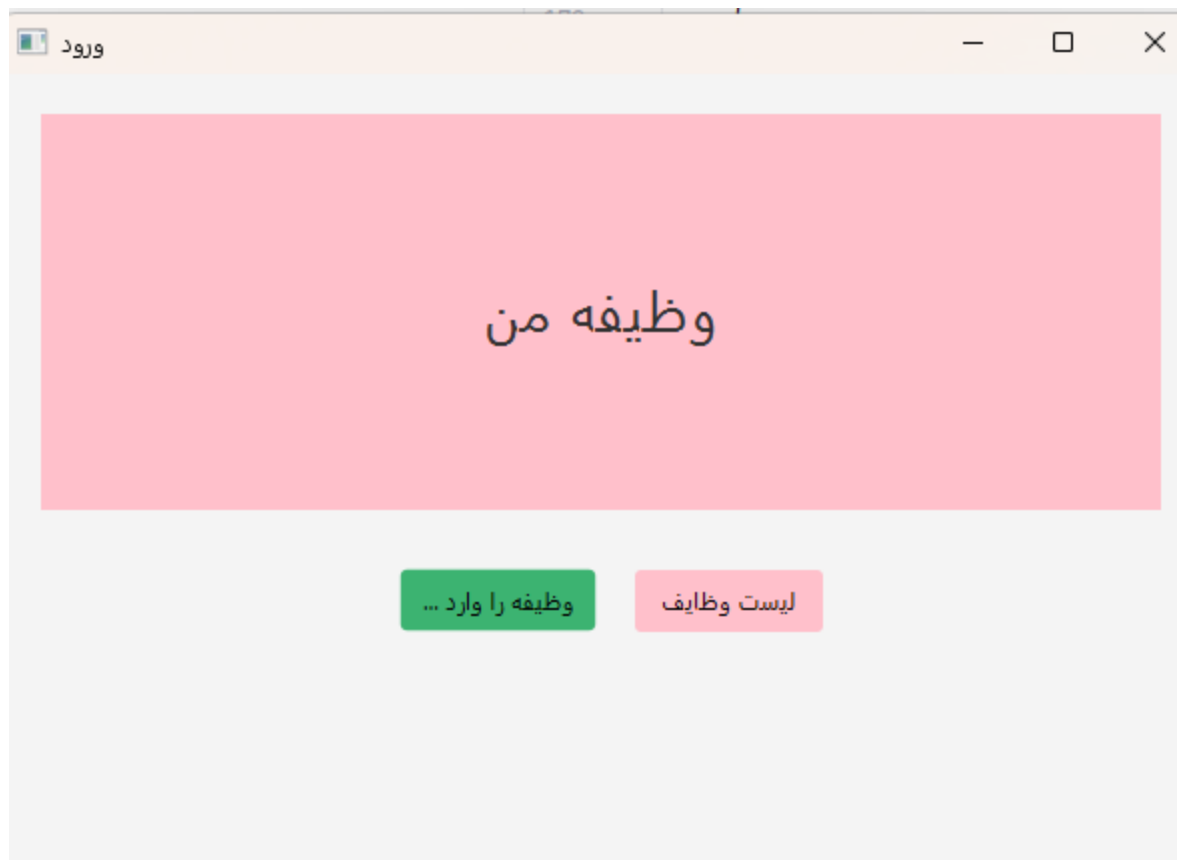 ورود
وظیفه من
لیست وظایف
وظیفه را وارد ...